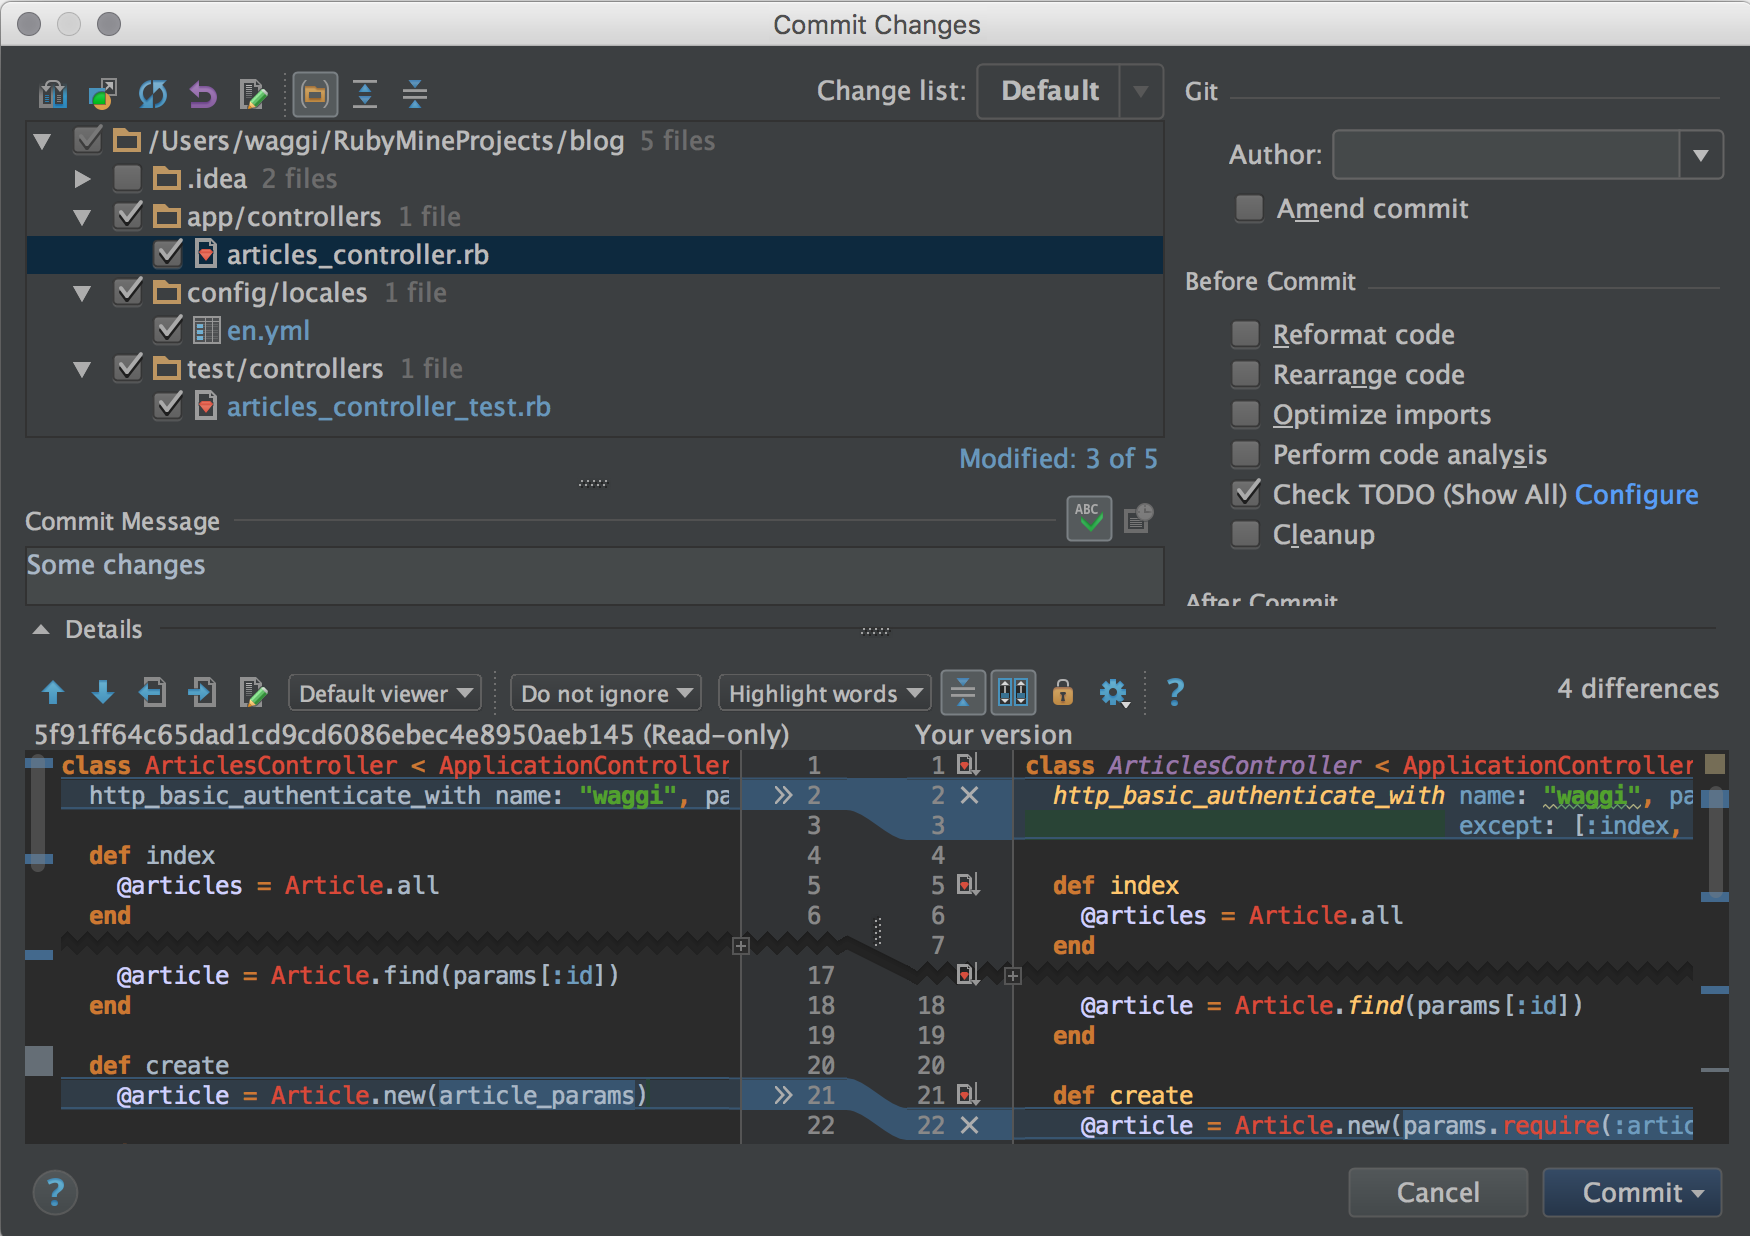 Commit Changes
Change list: Default
/Users/waggi/RubyMineProjects/blog 5 files
.idea 2 files
app/controllers 1 file
articles_controller.rb
config/locales 1 file
en.yml
test/controllers 1 file
articles_controller_test.rb
Modified: 3 of 5
Git
Author:
Amend commit
Before Commit
Reformat code
Rearrange code
Optimize imports
Perform code analysis
Check TODO (Show All) Configure
Cleanup
After Commit
Commit Message
ABC
Some changes
Details
Default viewer
Do not ignore
Highlight words
?
4 differences
5f91ff64c65dad1cd9cd6086ebec4e8950aeb145 (Read-only)
Your version
class ArticlesController < ApplicationController 1
http_basic_authenticate_with name: "waggi", pa » 2
3
def index 4
@articles = Article.all 5
end 6
@article = Article.find(params[:id]) 17
end 18
19
def create 20
@article = Article.new(article_params) » 21
22
1 class ArticlesController < ApplicationController
2 http_basic_authenticate_with name: "waggi", pa
3 except: [:index,
4
5 def index
6 @articles = Article.all
7 end
18 @article = Article.find(params[:id])
19 end
20
21 def create
22 @article = Article.new(params.require(:artic
?
Cancel
Commit